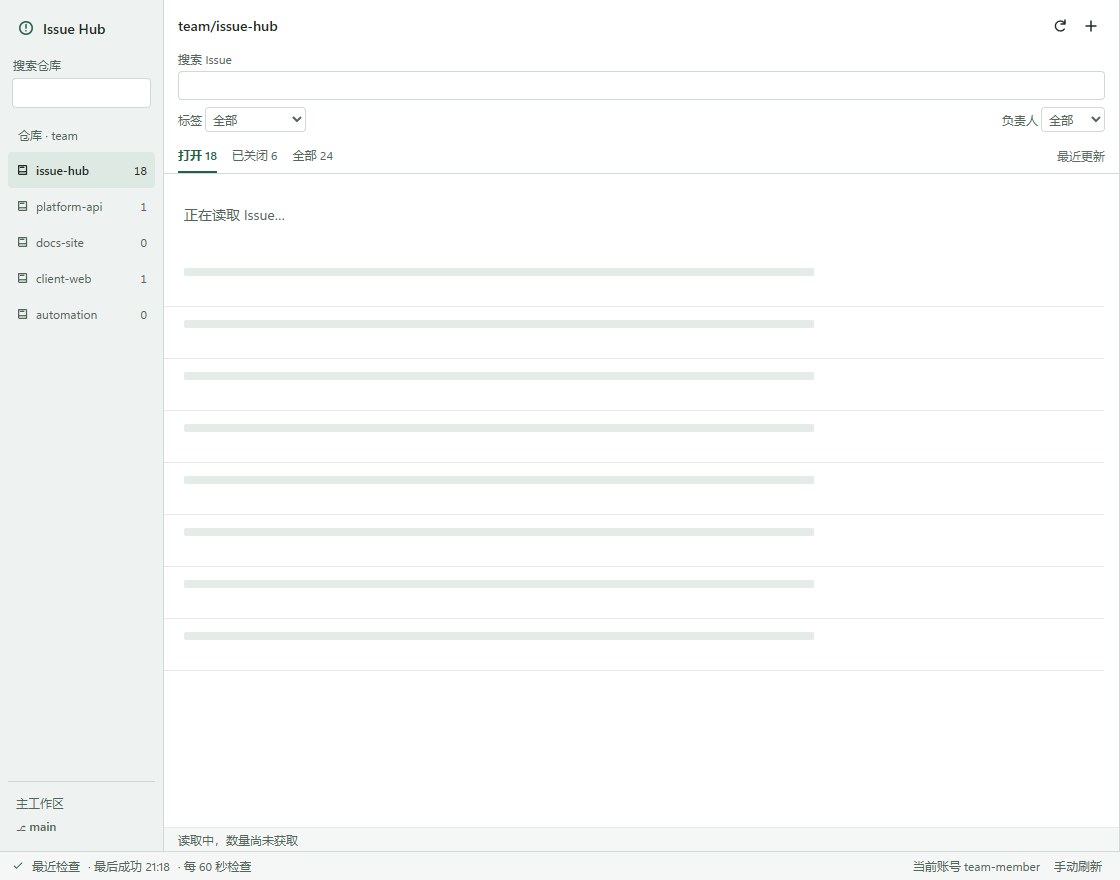 Issue Hub
搜索仓库
仓库 · team
issue-hub 18
platform-api 1
docs-site 0
client-web 1
automation 0
主工作区
main
team/issue-hub
搜索 Issue
标签 全部 负责人 全部
打开 18 已关闭 6 全部 24 最近更新
正在读取 Issue...
读取中，数量尚未获取
最近检查 · 最后成功 21:18 · 每 60 秒检查 当前账号 team-member 手动刷新